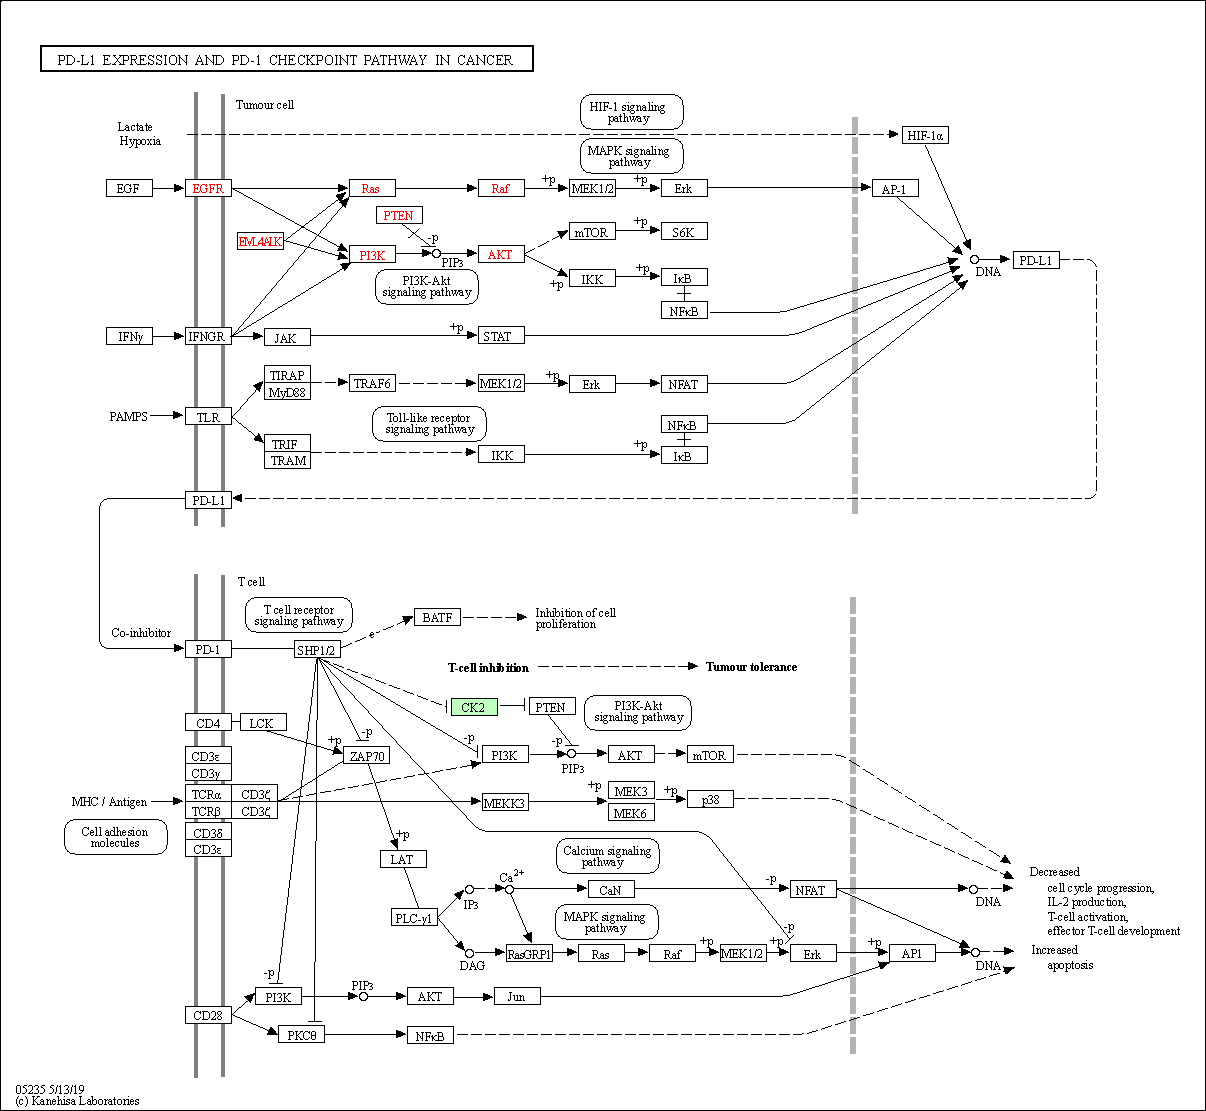 PD-L1 EXPRESSION AND PD-1 CHECKPOINT PATHWAY IN CANCER
Tumour cell
HIF-1 signaling
pathway
Lactate
Hypoxia
HIF-1α
MAPK signaling
pathway
EGF
EGFR
Ras
Raf
+p
MEK1/2
+p
Erk
AP-1
PTEN
-p
EML4ALK
PI3K
PIP3
AKT
mTOR
+p
S6K
DNA
PD-L1
PI3K-Akt
signaling pathway
+p
IKK
+p
IκB
NFκB
IFNγ
IFNGR
JAK
+p
STAT
TIRAP
MyD88
TRAF6
MEK1/2
+p
Erk
NFAT
PAMPS
TLR
Toll-like receptor
signaling pathway
NFκB
TRIF
TRAM
IKK
+p
IκB
PD-L1
T cell
T cell receptor
signaling pathway
BATF
Inhibition of cell
proliferation
Co-inhibitor
PD-1
SHP1/2
e
T-cell inhibition
Tumour tolerance
CK2
PTEN
PI3K-Akt
signaling pathway
CD4
LCK
+p
-p
ZAP70
-p
PI3K
-p
PIP3
AKT
mTOR
CD3ε
CD3γ
MHC / Antigen
TCRα
CD3ζ
TCRβ
CD3ζ
MEKK3
+p
MEK3
MEK6
+p
p38
Cell adhesion
molecules
CD3δ
CD3ε
+p
LAT
Calcium signaling
pathway
Decreased
cell cycle progression,
IL-2 production,
T-cell activation,
effector T-cell development
IP3
Ca2+
CaN
-p
NFAT
DNA
PLC-γ1
MAPK signaling
pathway
-p
DAG
RasGRP1
Ras
Raf
+p
MEK1/2
+p
Erk
+p
AP1
DNA
Increased
apoptosis
-p
PI3K
PIP3
AKT
Jun
CD28
PKCθ
NFκB
05235 5/13/19
(c) Kanehisa Laboratories